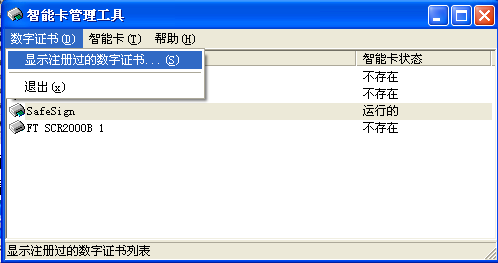 智能卡管理工具
数字证书(D) 智能卡(T) 帮助(H)
显示注册过的数字证书...(S)
退出(x)
智能卡状态
不存在
不存在
SafeSign 运行的
FT SCR2000B 1 不存在
显示注册过的数字证书列表